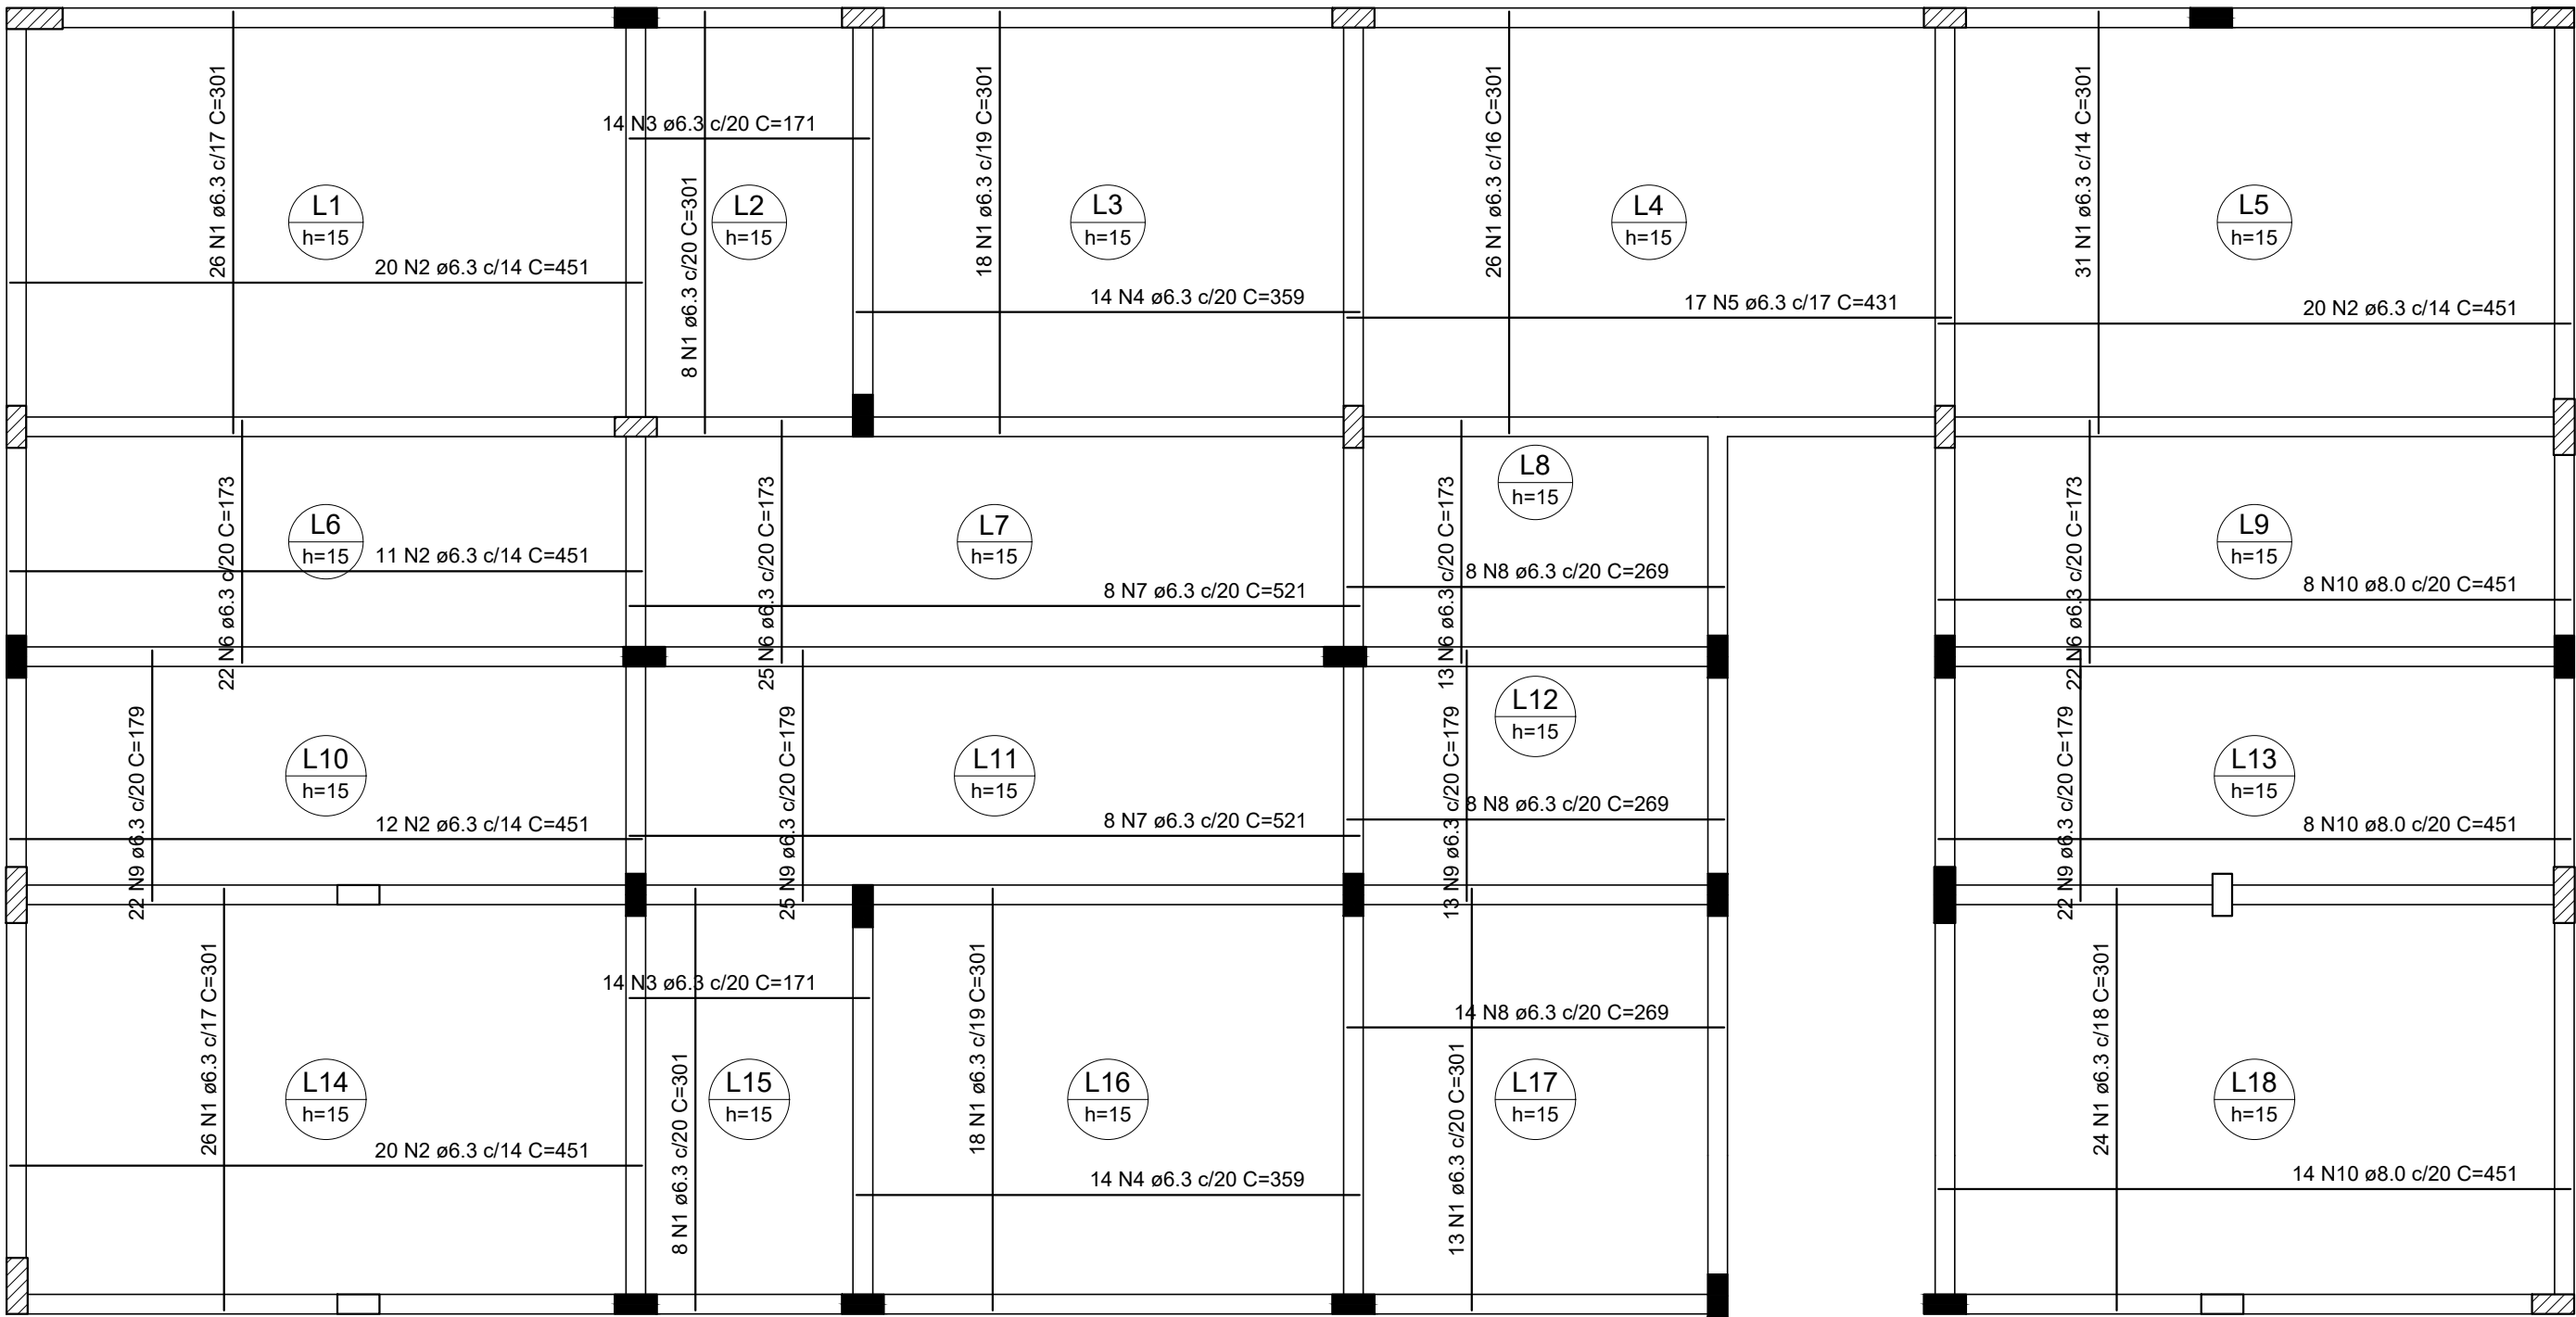 26 N1 ø6.3 c/17 C=301
14 N3 ø6.3 c/20 C=171
8 N1 ø6.3 c/20 C=301
18 N1 ø6.3 c/19 C=301
26 N1 ø6.3 c/16 C=301
31 N1 ø6.3 c/14 C=301
L1
h=15
L2
h=15
L3
h=15
L4
h=15
L5
h=15
20 N2 ø6.3 c/14 C=451
14 N4 ø6.3 c/20 C=359
17 N5 ø6.3 c/17 C=431
20 N2 ø6.3 c/14 C=451
22 N6 ø6.3 c/20 C=173
L6
h=15
11 N2 ø6.3 c/14 C=451
25 N6 ø6.3 c/20 C=173
L7
h=15
8 N7 ø6.3 c/20 C=521
13 N6 ø6.3 c/20 C=173
L8
h=15
8 N8 ø6.3 c/20 C=269
22 N6 ø6.3 c/20 C=173
L9
h=15
8 N10 ø8.0 c/20 C=451
22 N9 ø6.3 c/20 C=179
L10
h=15
12 N2 ø6.3 c/14 C=451
25 N9 ø6.3 c/20 C=179
L11
h=15
8 N7 ø6.3 c/20 C=521
13 N9 ø6.3 c/20 C=179
L12
h=15
8 N8 ø6.3 c/20 C=269
22 N9 ø6.3 c/20 C=179
L13
h=15
8 N10 ø8.0 c/20 C=451
26 N1 ø6.3 c/17 C=301
L14
h=15
20 N2 ø6.3 c/14 C=451
14 N3 ø6.3 c/20 C=171
8 N1 ø6.3 c/20 C=301
L15
h=15
18 N1 ø6.3 c/19 C=301
L16
h=15
14 N4 ø6.3 c/20 C=359
14 N8 ø6.3 c/20 C=269
13 N1 ø6.3 c/20 C=301
L17
h=15
24 N1 ø6.3 c/18 C=301
L18
h=15
14 N10 ø8.0 c/20 C=451